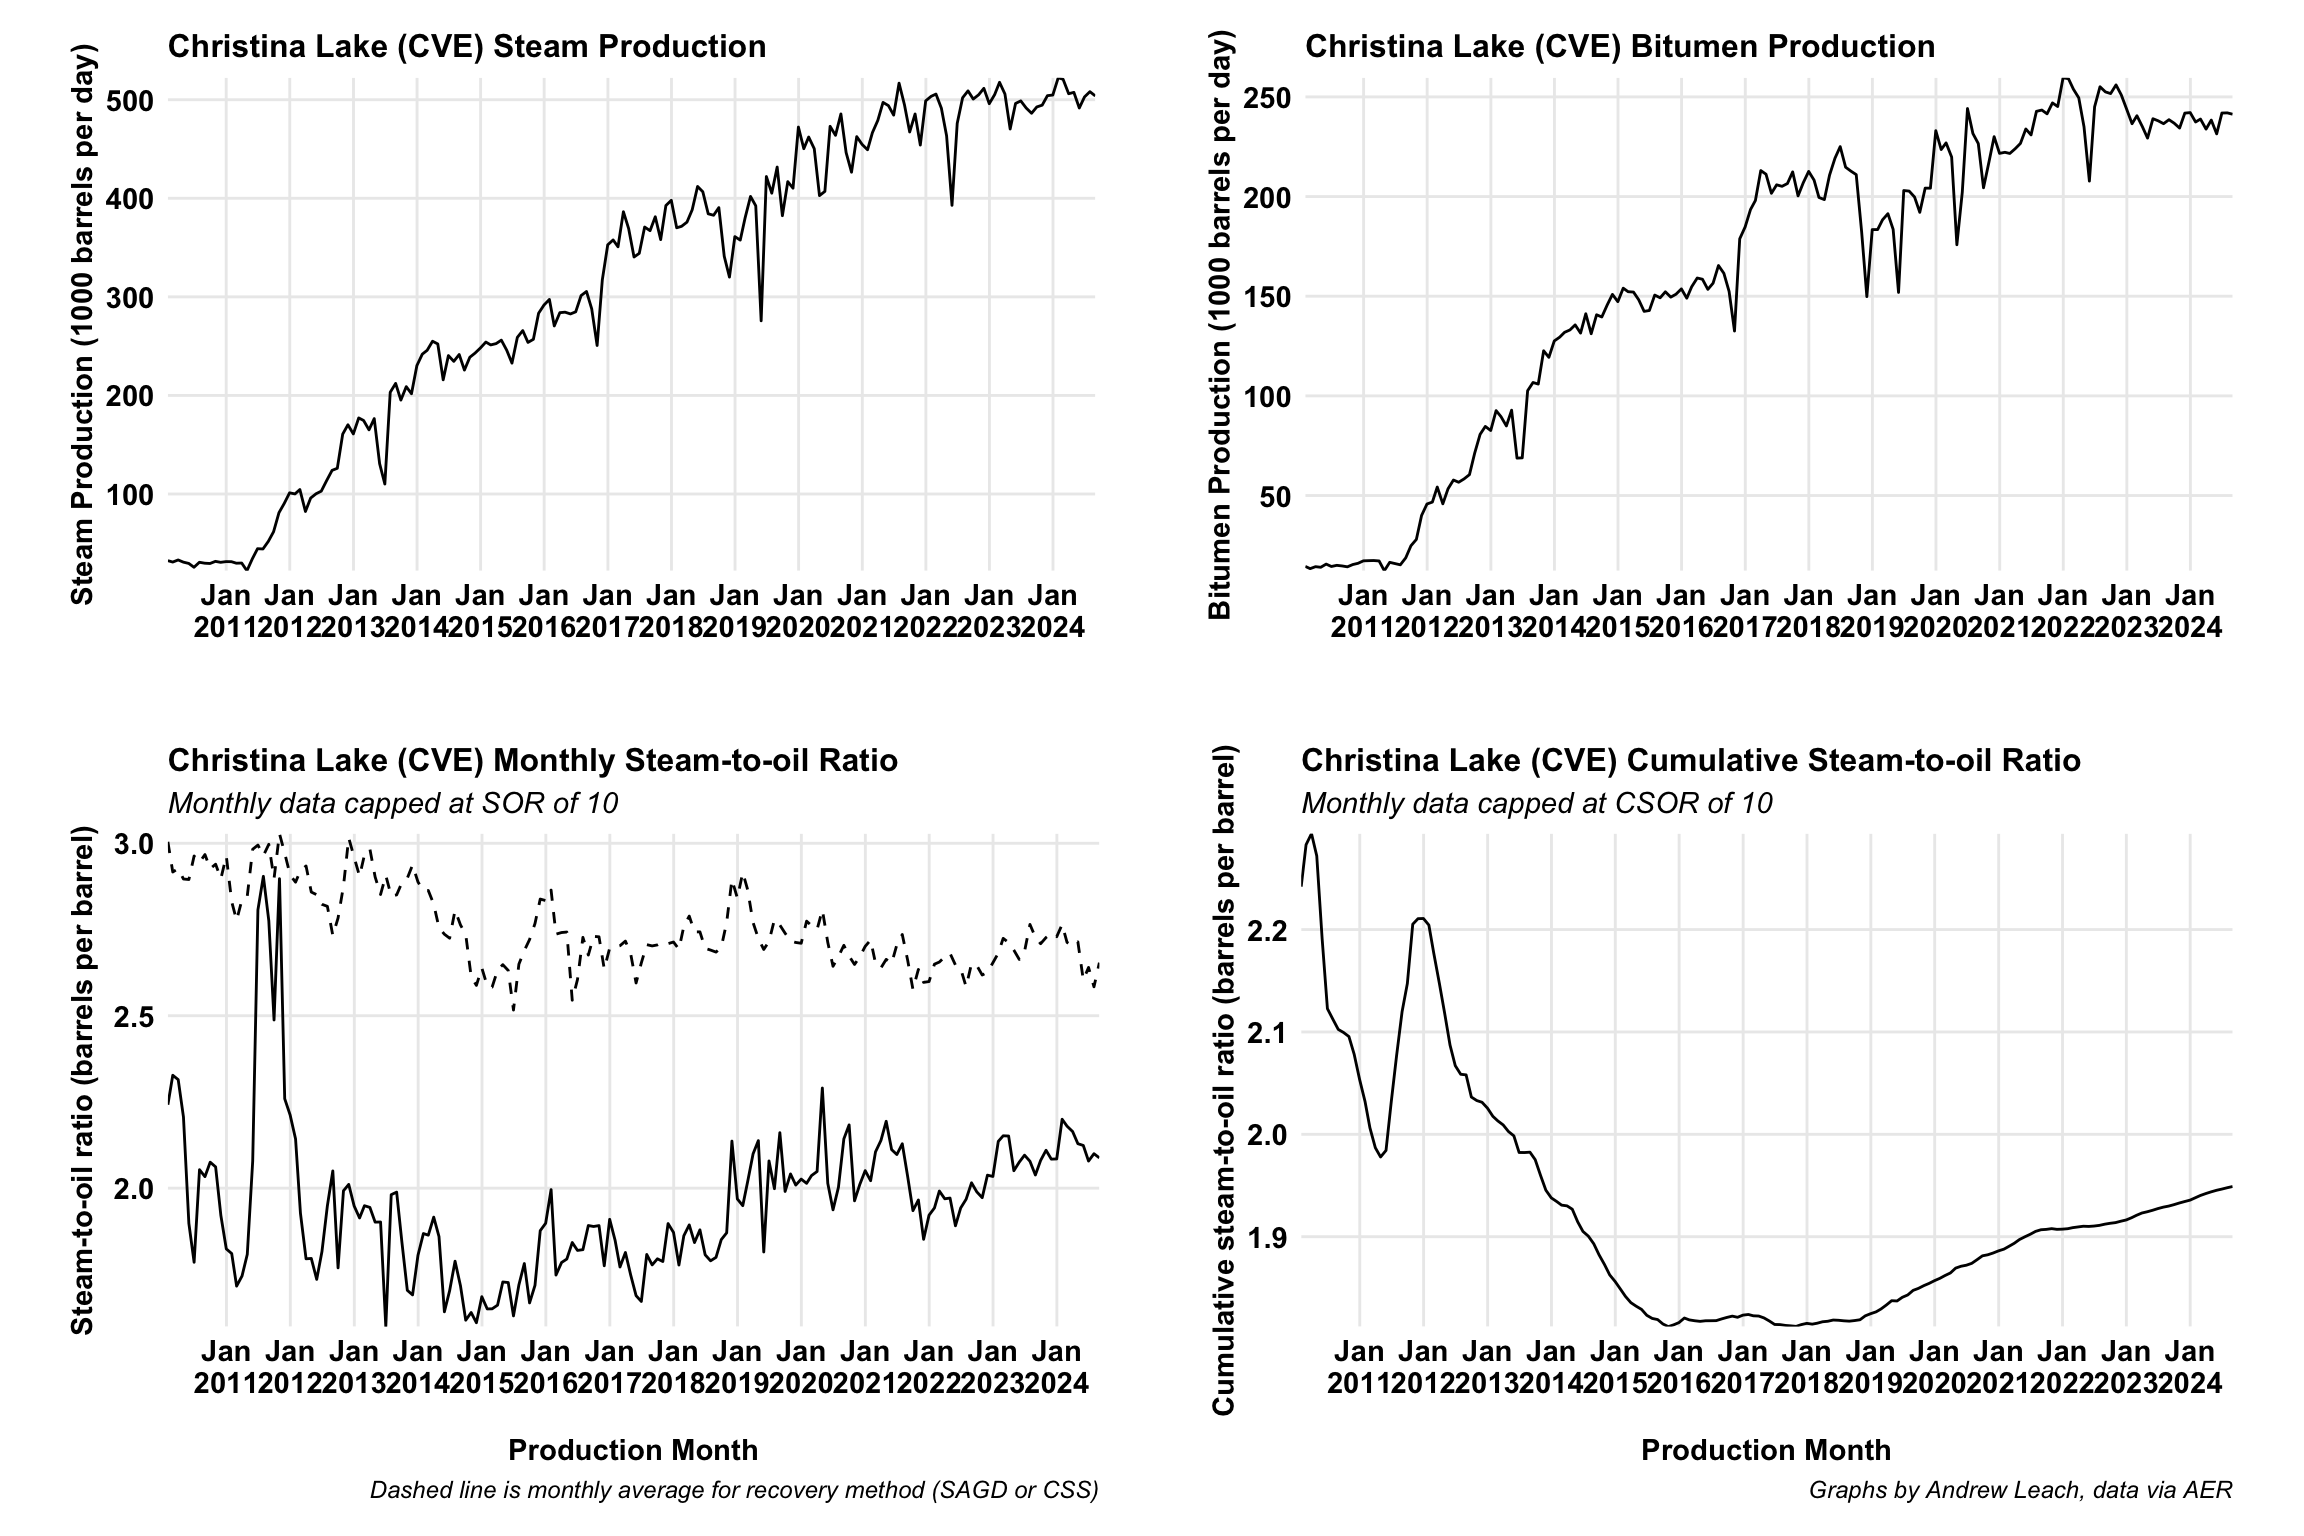 Christina Lake (CVE) Steam Production
Steam Production (1000 barrels per day)
500
400
300
200
100
Jan Jan Jan Jan Jan Jan Jan Jan Jan Jan Jan Jan Jan Jan
2011 2012 2013 2014 2015 2016 2017 2018 2019 2020 2021 2022 2023 2024
Christina Lake (CVE) Bitumen Production
Bitumen Production (1000 barrels per day)
250
200
150
100
50
Jan Jan Jan Jan Jan Jan Jan Jan Jan Jan Jan Jan Jan Jan
2011 2012 2013 2014 2015 2016 2017 2018 2019 2020 2021 2022 2023 2024
Christina Lake (CVE) Monthly Steam-to-oil Ratio
Monthly data capped at SOR of 10
Steam-to-oil ratio (barrels per barrel)
3.0
2.5
2.0
Jan Jan Jan Jan Jan Jan Jan Jan Jan Jan Jan Jan Jan Jan
2011 2012 2013 2014 2015 2016 2017 2018 2019 2020 2021 2022 2023 2024
Production Month
Dashed line is monthly average for recovery method (SAGD or CSS)
Christina Lake (CVE) Cumulative Steam-to-oil Ratio
Monthly data capped at CSOR of 10
Cumulative steam-to-oil ratio (barrels per barrel)
2.2
2.1
2.0
1.9
Jan Jan Jan Jan Jan Jan Jan Jan Jan Jan Jan Jan Jan Jan
2011 2012 2013 2014 2015 2016 2017 2018 2019 2020 2021 2022 2023 2024
Production Month
Graphs by Andrew Leach, data via AER